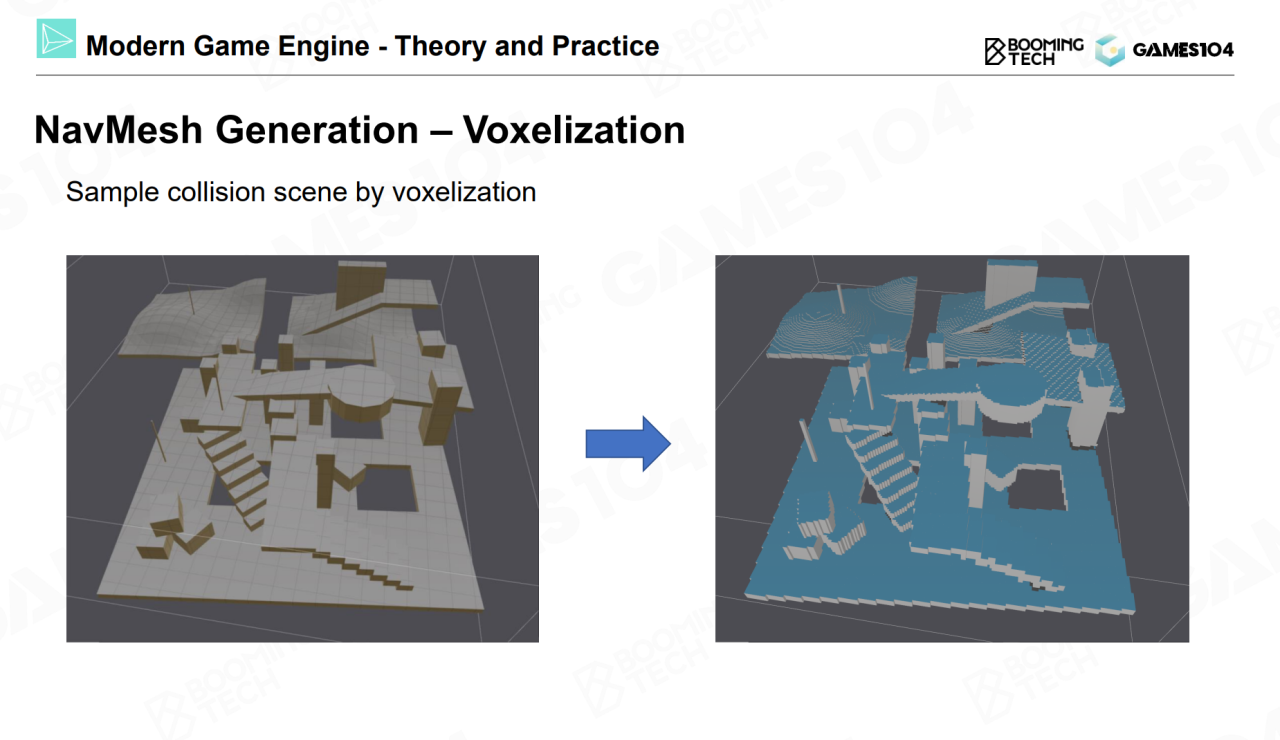 Modern Game Engine - Theory and Practice
BOOMING
TECH
GAMES104
NavMesh Generation – Voxelization
Sample collision scene by voxelization